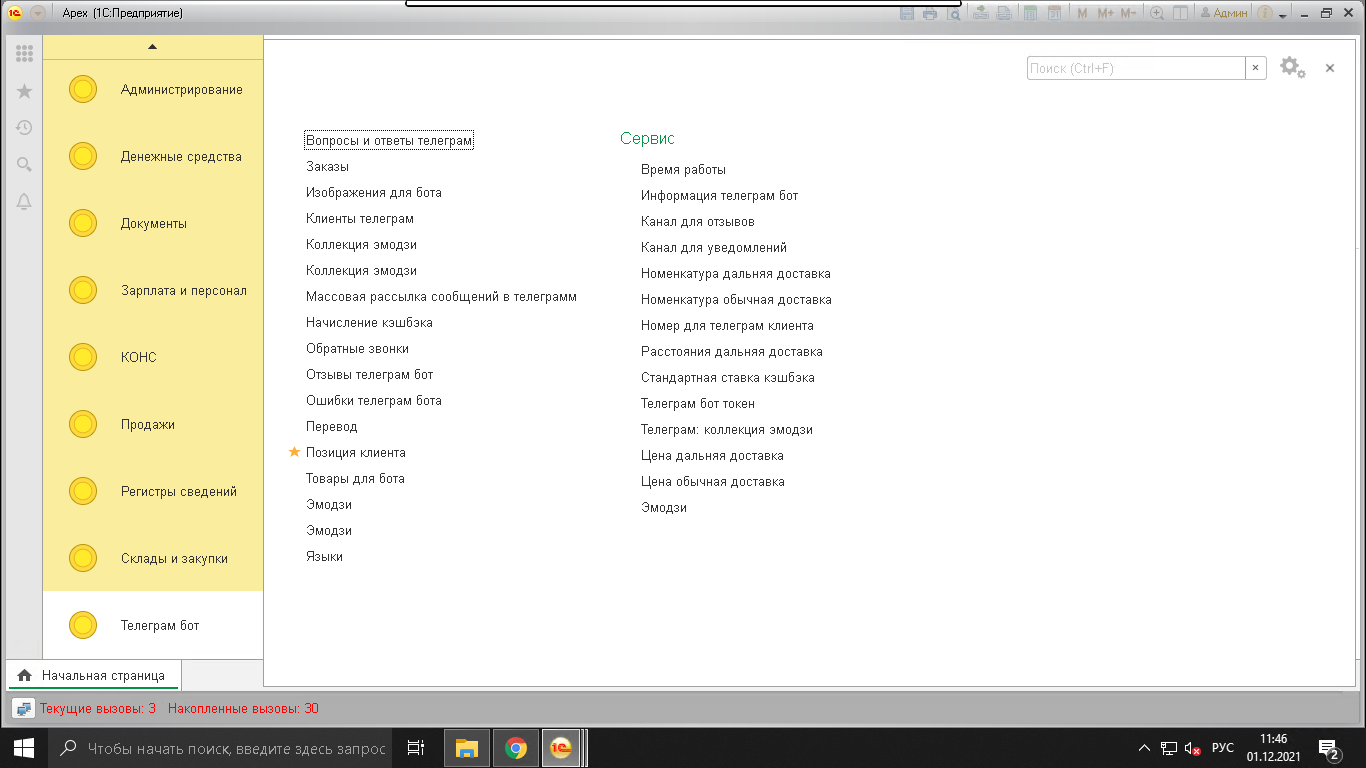 Apex (1С:Предприятие)
M M+ M- Админ
Поиск (Ctrl+F)
Администрирование
Денежные средства
Документы
Зарплата и персонал
КОНС
Продажи
Регистры сведений
Склады и закупки
Телеграм бот
Вопросы и ответы телеграм
Заказы
Изображения для бота
Клиенты телеграм
Коллекция эмодзи
Коллекция эмодзи
Массовая рассылка сообщений в телеграмм
Начисление кэшбэка
Обратные звонки
Отзывы телеграм бот
Ошибки телеграм бота
Перевод
Позиция клиента
Товары для бота
Эмодзи
Эмодзи
Языки
Сервис
Время работы
Информация телеграм бот
Канал для отзывов
Канал для уведомлений
Номенкатура дальняя доставка
Номенкатура обычная доставка
Номер для телеграм клиента
Расстояния дальняя доставка
Стандартная ставка кэшбэка
Телеграм бот токен
Телеграм: коллекция эмодзи
Цена дальняя доставка
Цена обычная доставка
Эмодзи
Начальная страница
Текущие вызовы: 3 Накопленные вызовы: 30
Чтобы начать поиск, введите здесь запрос
1С
РУС
11:46
01.12.2021
2